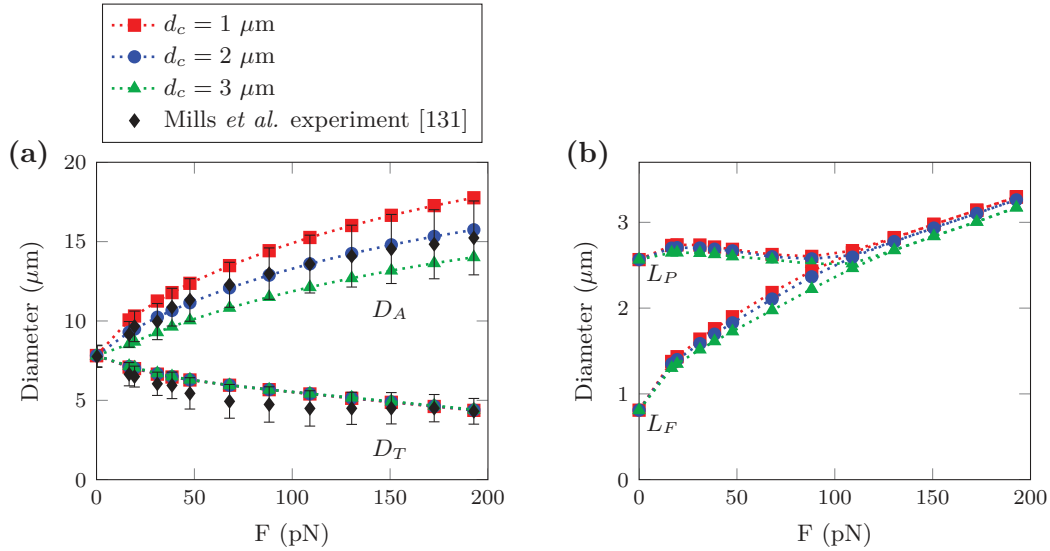 d_c = 1 μm
d_c = 2 μm
d_c = 3 μm
Mills et al. experiment [131]
(a)
20
15
10
5
0
0 50 100 150 200
Diameter (μm)
F (pN)
D_A
D_T
(b)
3
2
1
0
0 50 100 150 200
Diameter (μm)
F (pN)
L_P
L_F